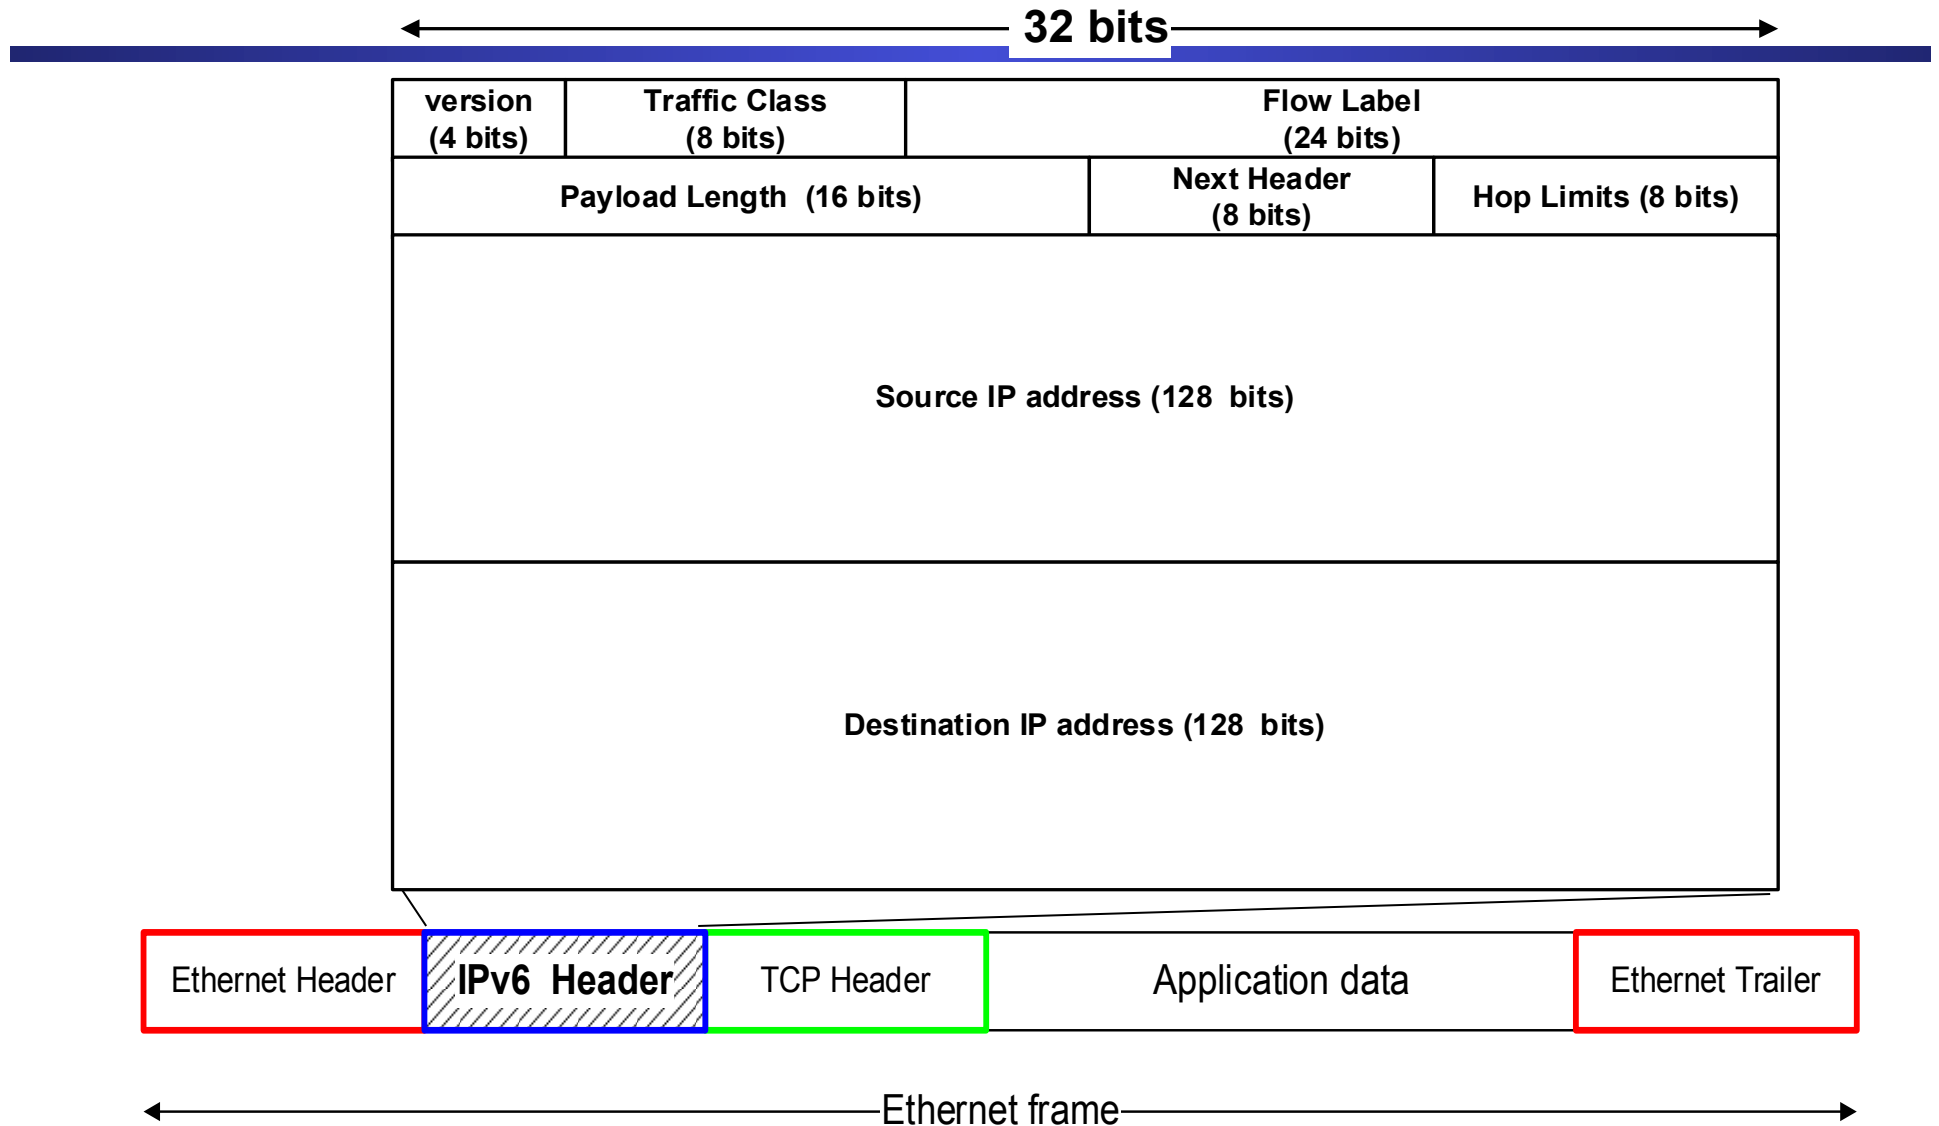 32 bits
version
(4 bits)
Traffic Class
(8 bits)
Flow Label
(24 bits)
Payload Length  (16 bits)
Next Header
(8 bits)
Hop Limits (8 bits)
Source IP address (128  bits)
Destination IP address (128  bits)
Ethernet Header
IPv6  Header
TCP Header
Application data
Ethernet Trailer
Ethernet frame